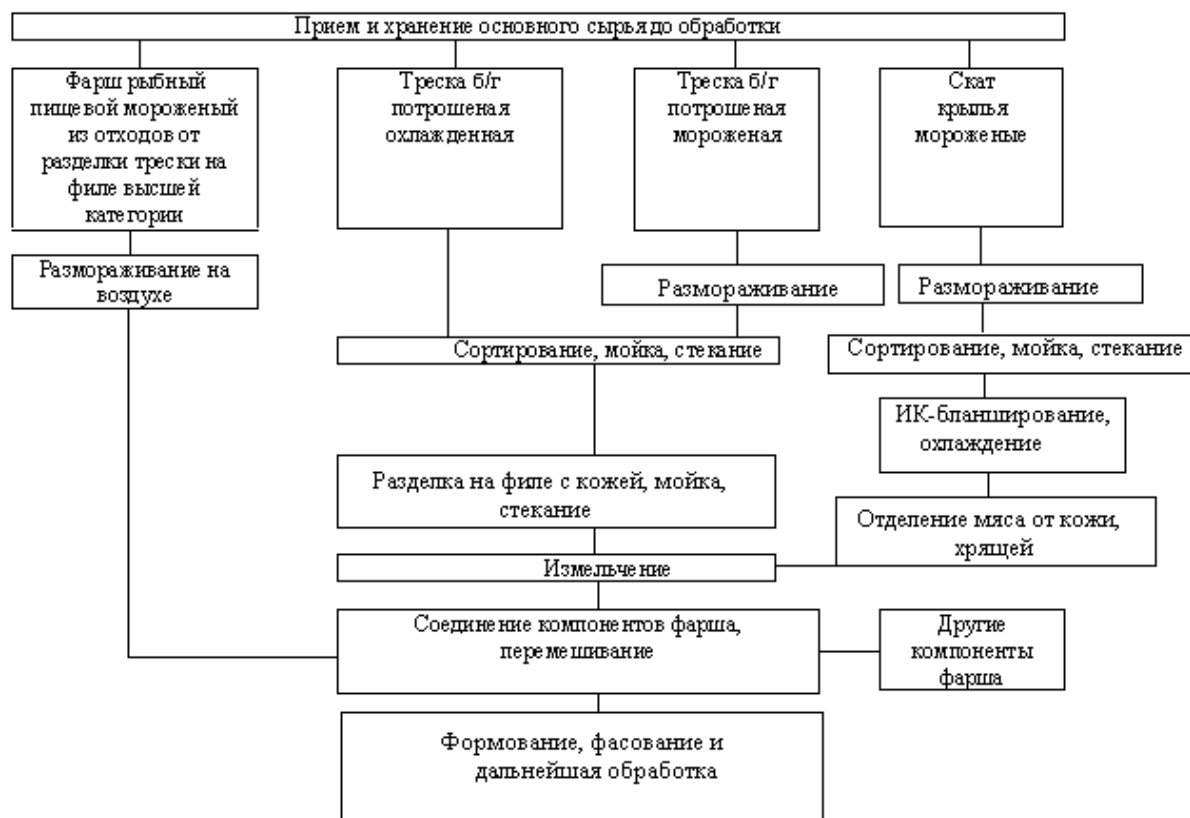 Прием и хранение основного сырья до обработки
Фарш рыбный
пищевой мороженый
из отходов от
разделки трески на
филе высшей
категории
Треска б/г
потрошеная
охлажденная
Треска б/г
потрошеная
мороженая
Скат
крылья
мороженые
Размораживание на
воздухе
Размораживание
Размораживание
Сортирование, мойка, стекание
Сортирование, мойка, стекание
ИК-бланширование,
охлаждение
Разделка на филе с кожей, мойка,
стекание
Отделение мяса от кожи,
хрящей
Измельчение
Соединение компонентов фарша,
перемешивание
Другие
компоненты
фарша
Формование, фасование и
дальнейшая обработка